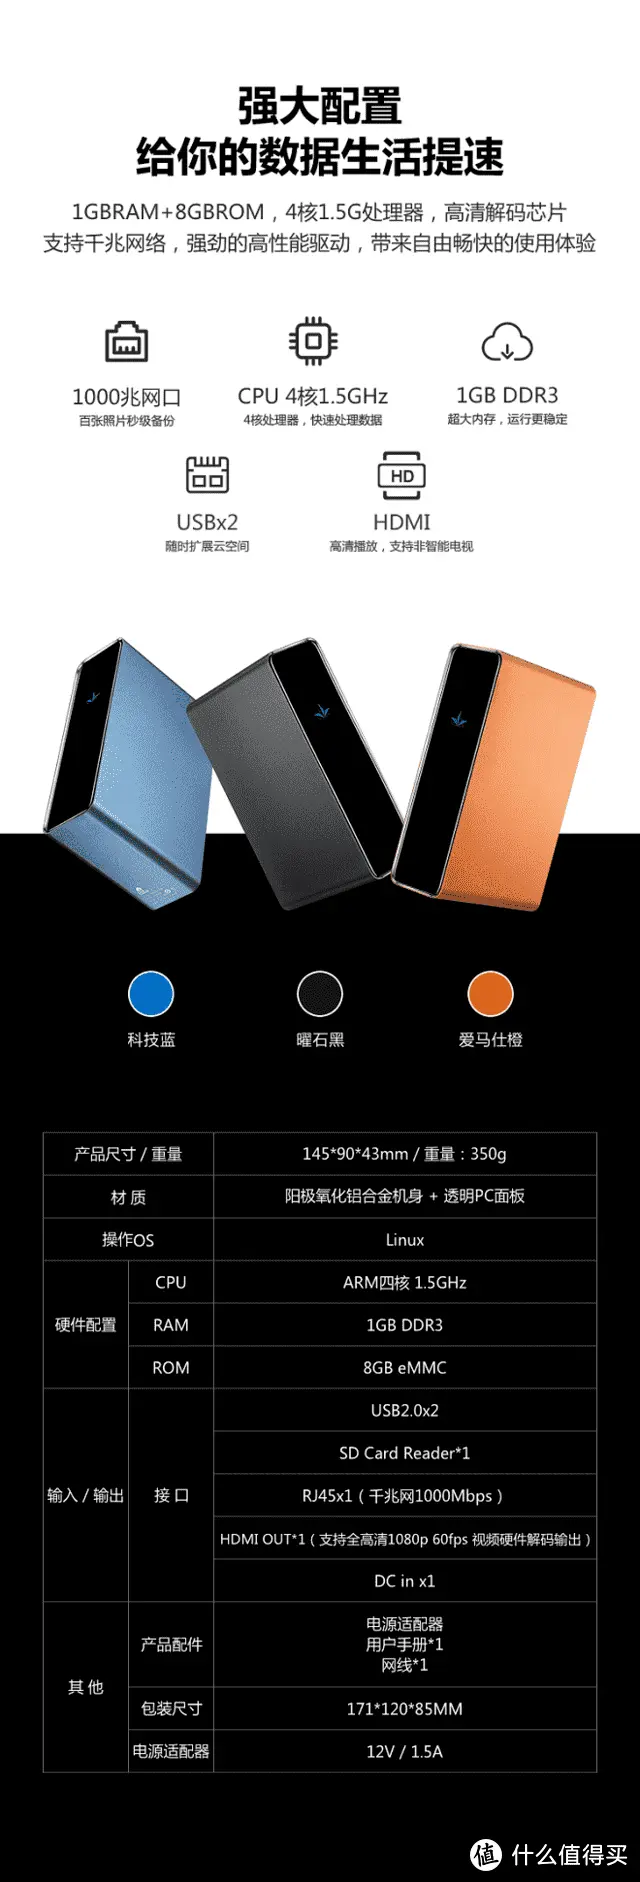 强大配置
给你的数据生活提速
1GBRAM+8GBROM，4核1.5G处理器，高清解码芯片
支持千兆网络，强劲的高性能驱动，带来自由畅快的使用体验
1000兆网口
百张照片秒级备份
CPU 4核1.5GHz
4核处理器，快速处理数据
1GB DDR3
超大内存，运行更稳定
USBx2
随时扩展云空间
HD
HDMI
高清播放，支持非智能电视
科技蓝
曜石黑
爱马仕橙
产品尺寸 / 重量
145*90*43mm / 重量：350g
材 质
阳极氧化铝合金机身 + 透明PC面板
操作OS
Linux
硬件配置
CPU
ARM四核 1.5GHz
RAM
1GB DDR3
ROM
8GB eMMC
输入 / 输出
接 口
USB2.0x2
SD Card Reader*1
RJ45x1（千兆网1000Mbps）
HDMI OUT*1（支持全高清1080p 60fps 视频硬件解码输出）
DC in x1
其 他
产品配件
电源适配器
用户手册*1
网线*1
包装尺寸
171*120*85MM
电源适配器
12V / 1.5A
值 什么值得买